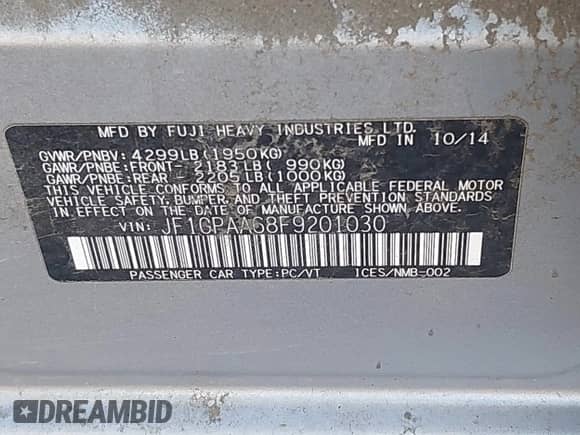 MFD BY FUJI HEAVY INDUSTRIES LTD.
MFD IN 10/14
GVWR/PNBV: 4299LB(1950KG)
GAWR/PNBE:FRONT - 2183LB( 990KG)
GAWR/PNBE:REAR - 2205LB(1000KG)
THIS VEHICLE CONFORMS TO ALL APPLICABLE FEDERAL MOTOR
VEHICLE SAFETY, BUMPER, AND THEFT PREVENTION STANDARDS
IN EFFECT ON THE DATE OF MANUFACTURE SHOWN ABOVE.
VIN: JF1GPAA68F9201030
PASSENGER CAR TYPE:PC/VT ICES/NMB-002
DREAMBID